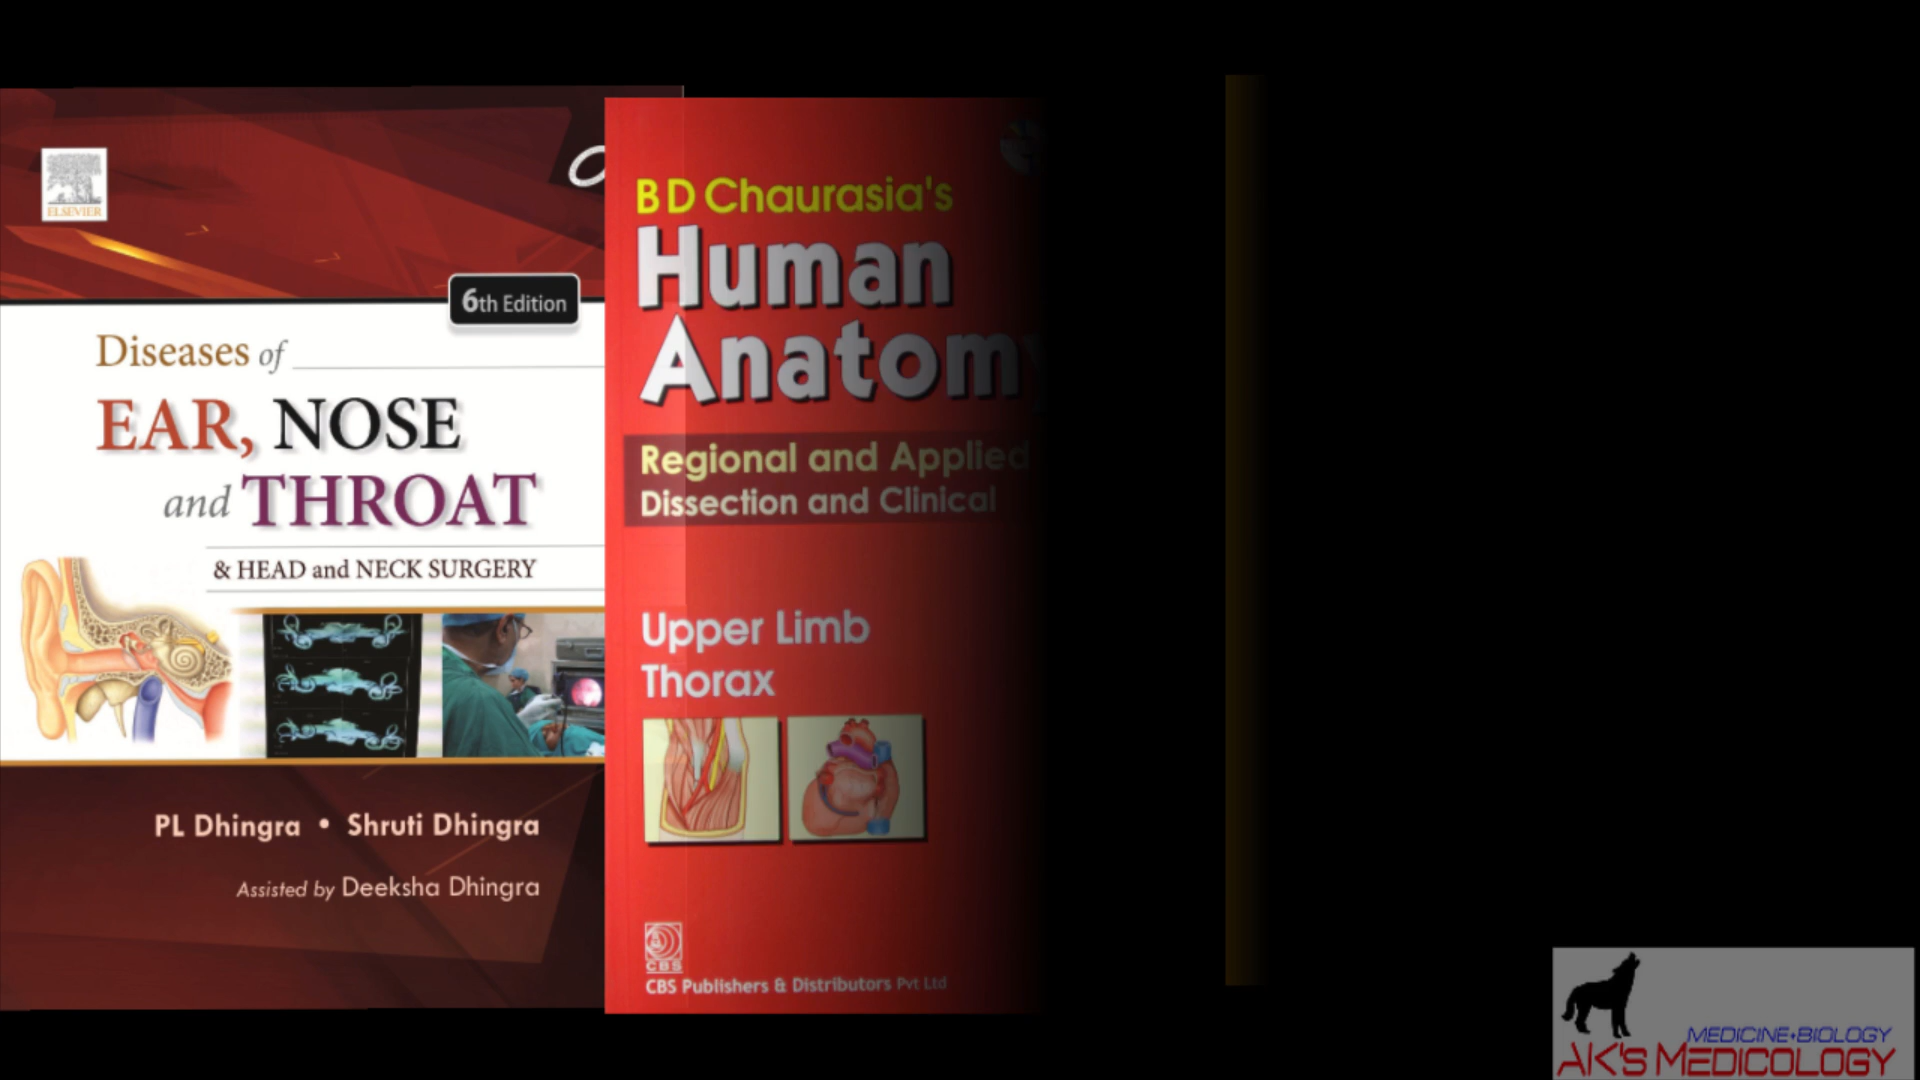 ELSEVIER
6th Edition
Diseases of
EAR, NOSE
and THROAT
& HEAD and NECK SURGERY
PL Dhingra • Shruti Dhingra
Assisted by Deeksha Dhingra
B D Chaurasia's
Human
Anatomy
Regional and Applied
Dissection and Clinical
Upper Limb
Thorax
CBS
CBS Publishers & Distributors Pvt Ltd
MEDICINE+BIOLOGY
AK'S MEDICOLOGY